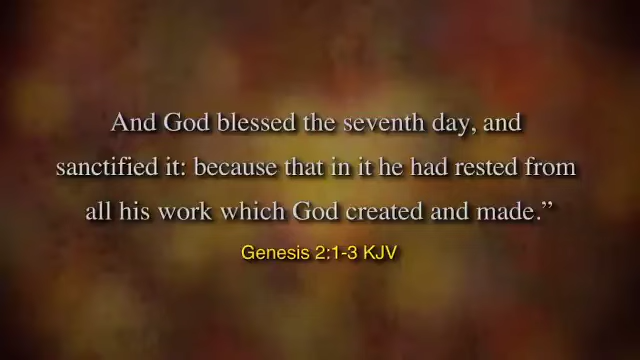 And God blessed the seventh day, and
sanctified it: because that in it he had rested from
all his work which God created and made.”
Genesis 2:1-3 KJV